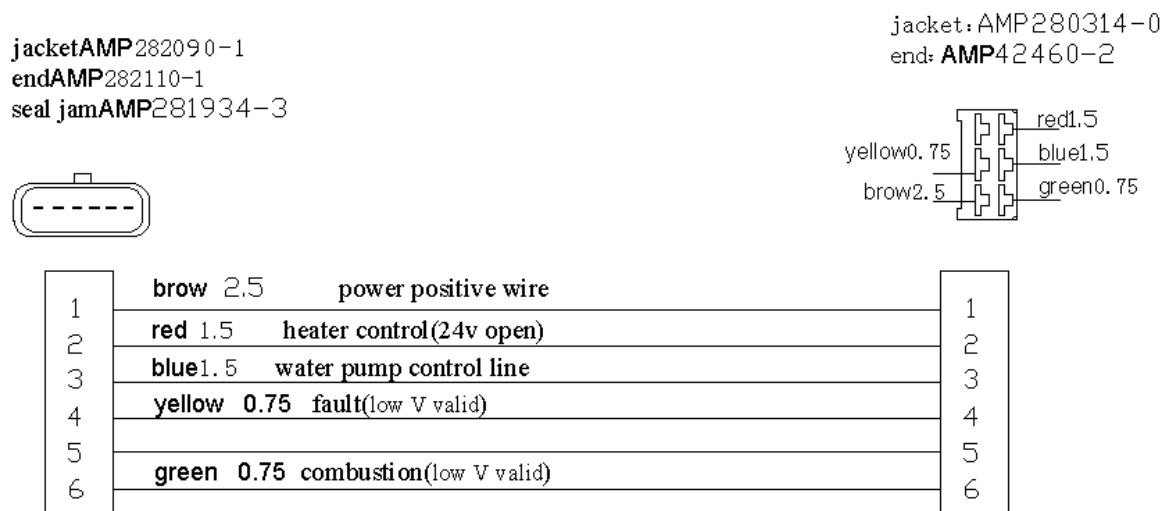 jacketAMP282090-1
endAMP282110-1
seal jamAMP281934-3
jacket:AMP280314-0
end: AMP42460-2
red1.5
yellow0.75
blue1.5
brow2.5
green0.75
brow 2.5 power positive wire
1 1
red 1.5 heater control(24v open)
2 2
blue1.5 water pump control line
3 3
yellow 0.75 fault(low V valid)
4 4
5 5
green 0.75 combustion(low V valid)
6 6